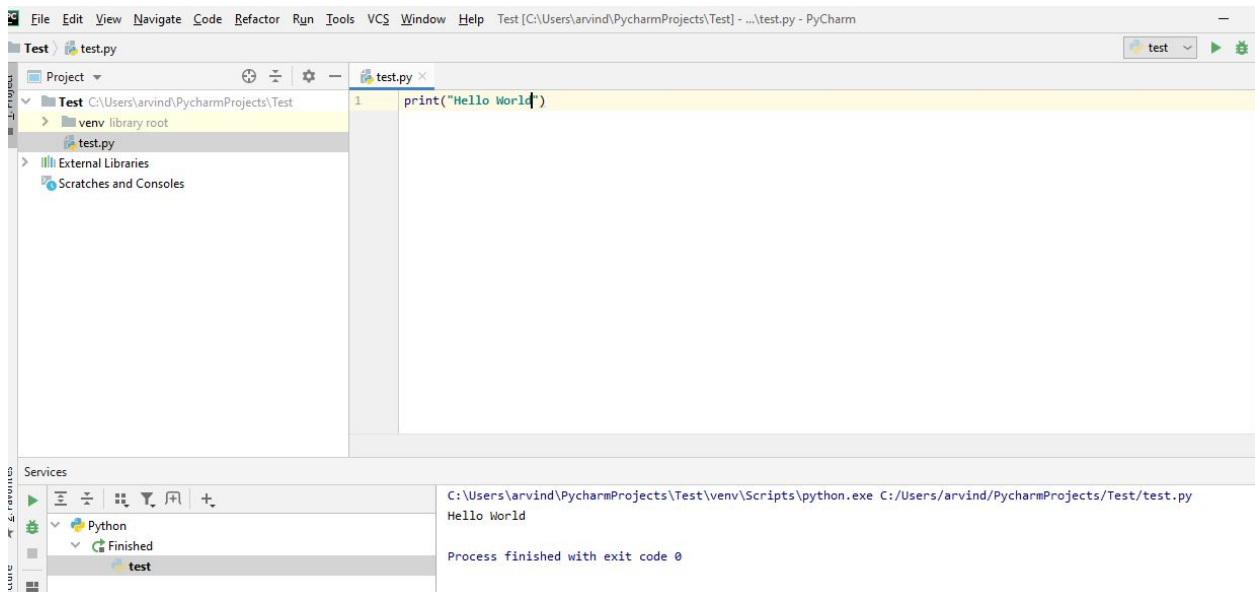 File Edit View Navigate Code Refactor Run Tools VCS Window Help Test [C:\Users\arvind\PycharmProjects\Test] - ...\test.py - PyCharm
Test test.py test
Project test.py
Test C:\Users\arvind\PycharmProjects\Test
venv library root
test.py
External Libraries
Scratches and Consoles
1 print("Hello World")
Services
Python
Finished
test
C:\Users\arvind\PycharmProjects\Test\venv\Scripts\python.exe C:/Users/arvind/PycharmProjects/Test/test.py
Hello World
Process finished with exit code 0